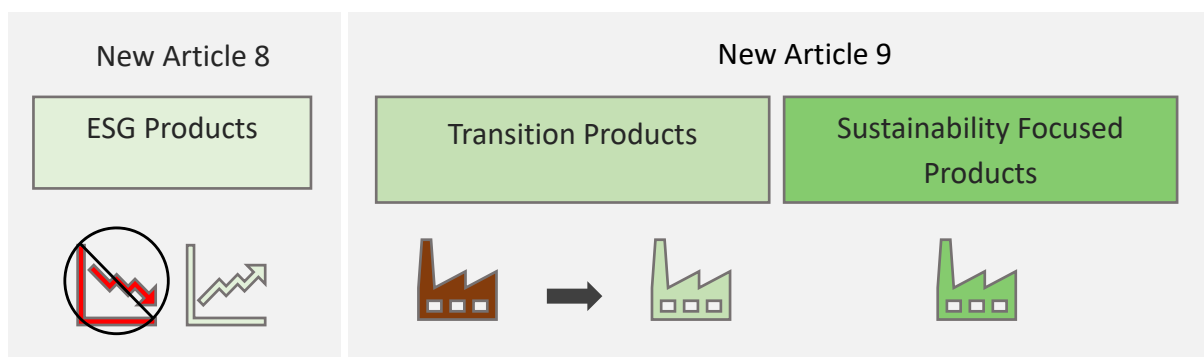 New Article 8
New Article 9
ESG Products
Transition Products
Sustainability Focused
Products